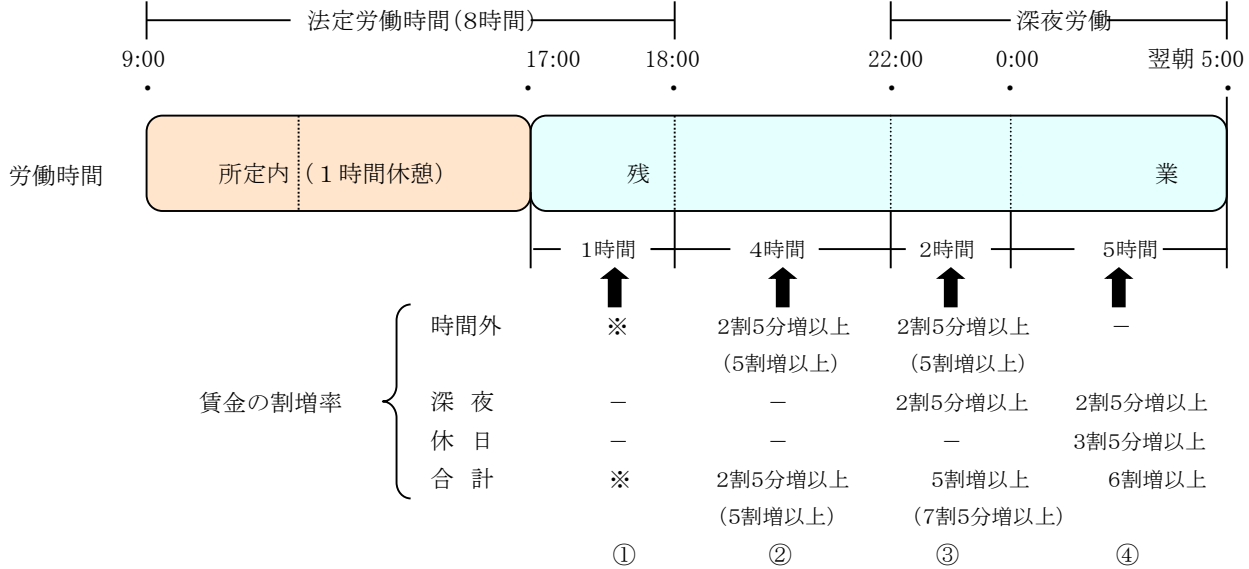 法定労働時間(8時間)　深夜労働
9:00　17:00　18:00　22:00　0:00　翌朝 5:00
労働時間　所定内（１時間休憩）　残　業
1時間　4時間　2時間　5時間
時間外　※　2割5分増以上　2割5分増以上　－
(5割増以上)　(5割増以上)
賃金の割増率　深 夜　－　－　2割5分増以上　2割5分増以上
休 日　－　－　－　3割5分増以上
合 計　※　2割5分増以上　5割増以上　6割増以上
(5割増以上)　(7割5分増以上)
①　②　③　④